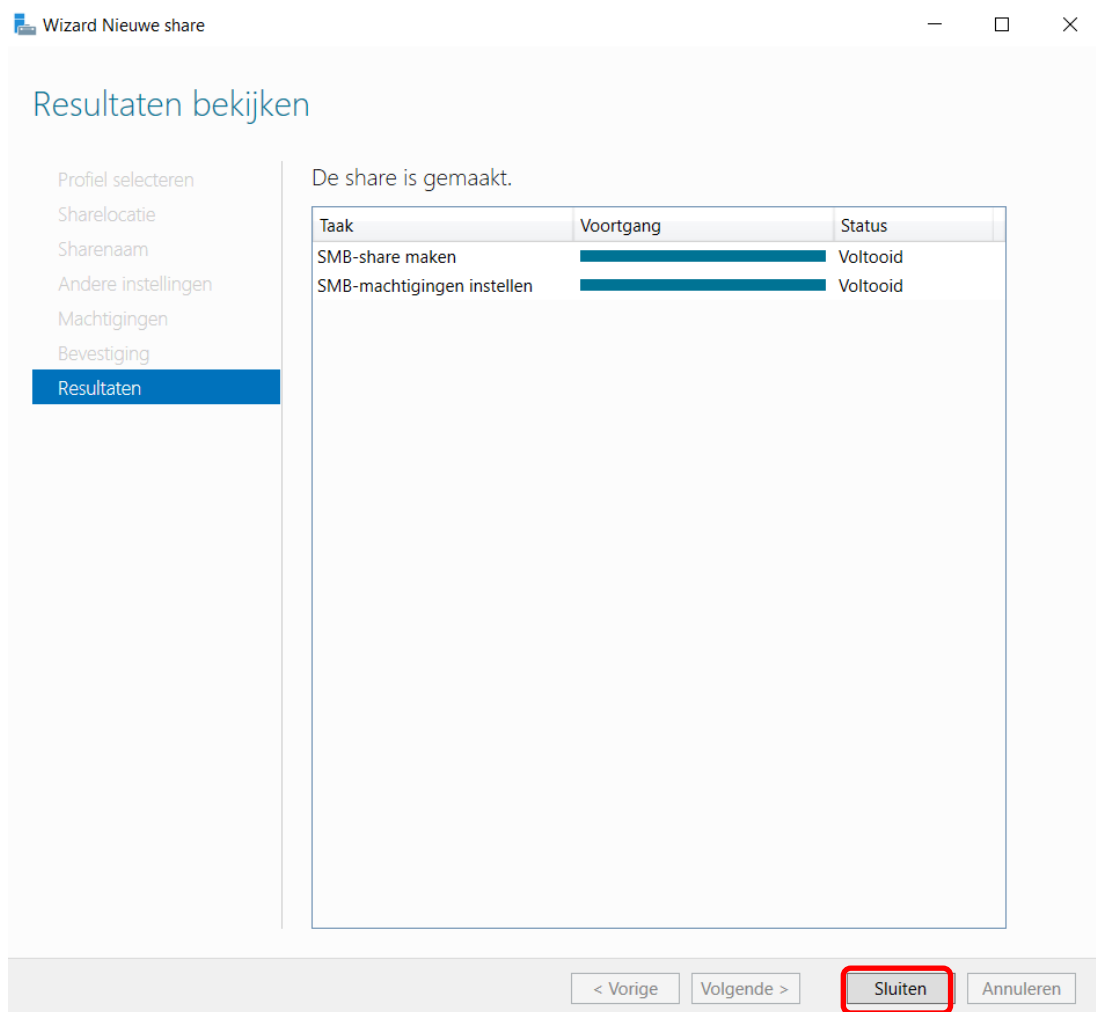 Wizard Nieuwe share
Resultaten bekijken
Profiel selecteren
Sharelocatie
Sharenaam
Andere instellingen
Machtigingen
Bevestiging
Resultaten
De share is gemaakt.
Taak Voortgang Status
SMB-share maken Voltooid
SMB-machtigingen instellen Voltooid
< Vorige Volgende > Sluiten Annuleren